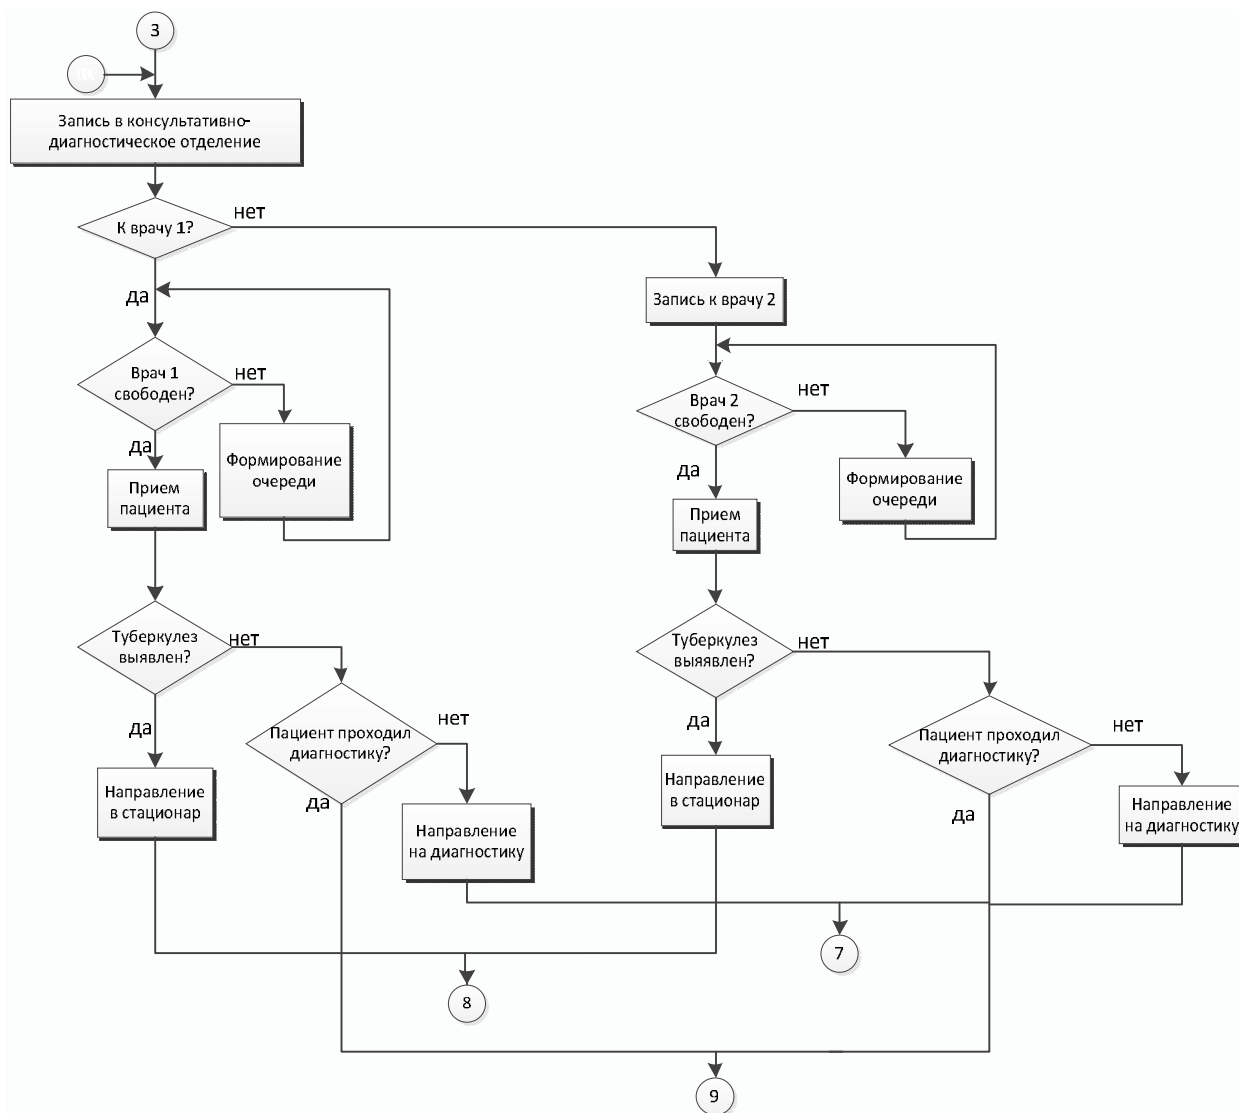 3
Запись в консультативно-
диагностическое отделение
К врачу 1?
нет
да
Запись к врачу 2
Врач 1
свободен?
нет
Врач 2
свободен?
нет
да
Формирование
очереди
да
Формирование
очереди
Прием
пациента
Прием
пациента
Туберкулез
выявлен?
нет
Туберкулез
выяявлен?
нет
да
Пациент проходил
диагностику?
нет
да
Пациент проходил
диагностику?
нет
Направление
в стационар
да
Направление
на диагностику
Направление
в стационар
да
Направление
на диагностику
7
8
9